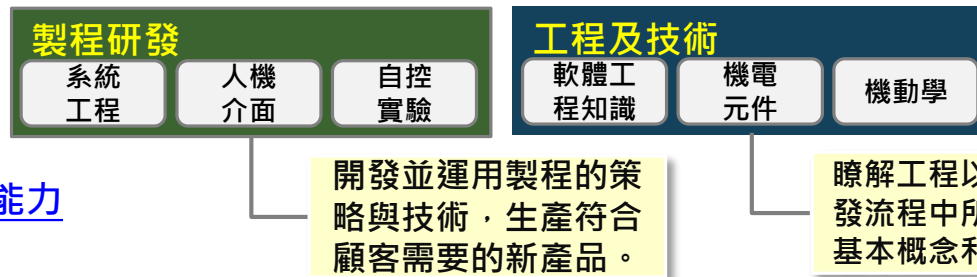 製程研發
系統
工程
人機
介面
自控
實驗
工程及技術
軟體工
程知識
機電
元件
機動學
能力
開發並運用製程的策
略與技術，生產符合
顧客需要的新產品。
瞭解工程以
發流程中所
基本概念和